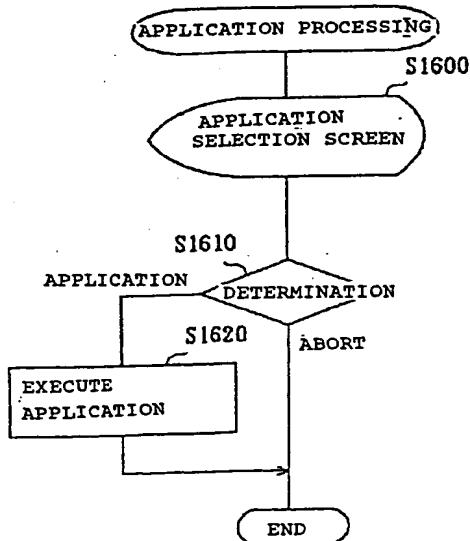 APPLICATION PROCESSING
S1600
APPLICATION
SELECTION SCREEN
S1610
APPLICATION
DETERMINATION
S1620
ABORT
EXECUTE
APPLICATION
END